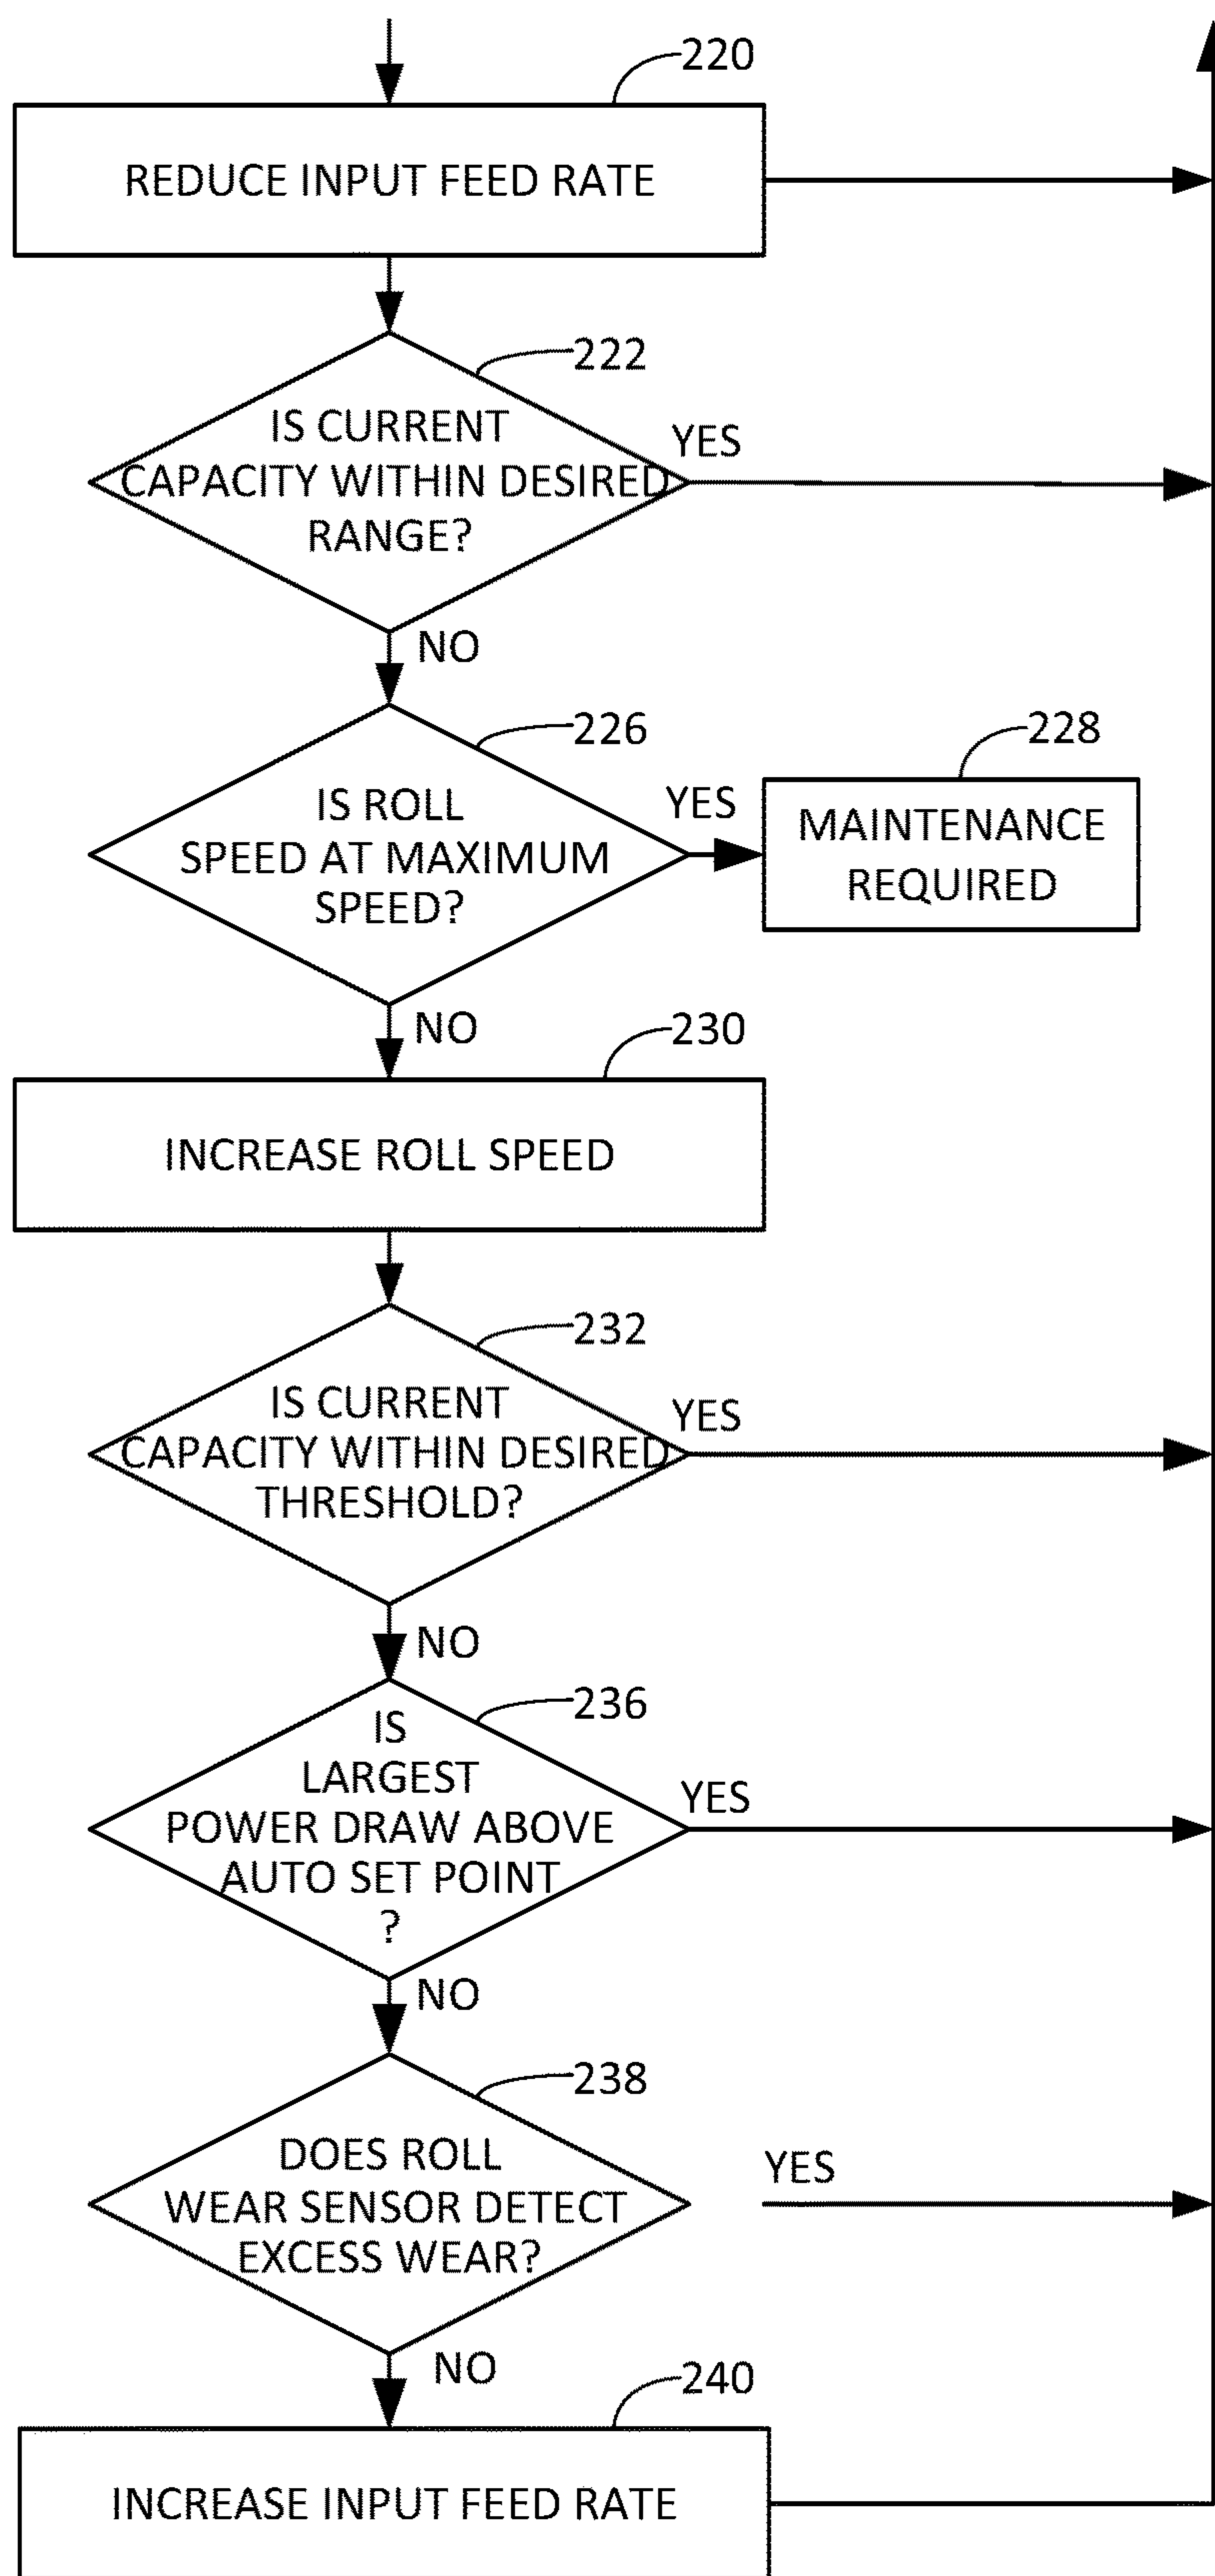 220
REDUCE INPUT FEED RATE
222
IS CURRENT
CAPACITY WITHIN DESIRED
RANGE?
YES
NO
226
IS ROLL
SPEED AT MAXIMUM
SPEED?
YES
228
MAINTENANCE
REQUIRED
NO
230
INCREASE ROLL SPEED
232
IS CURRENT
CAPACITY WITHIN DESIRED
THRESHOLD?
YES
NO
236
IS
LARGEST
POWER DRAW ABOVE
AUTO SET POINT
?
YES
NO
238
DOES ROLL
WEAR SENSOR DETECT
EXCESS WEAR?
YES
NO
240
INCREASE INPUT FEED RATE